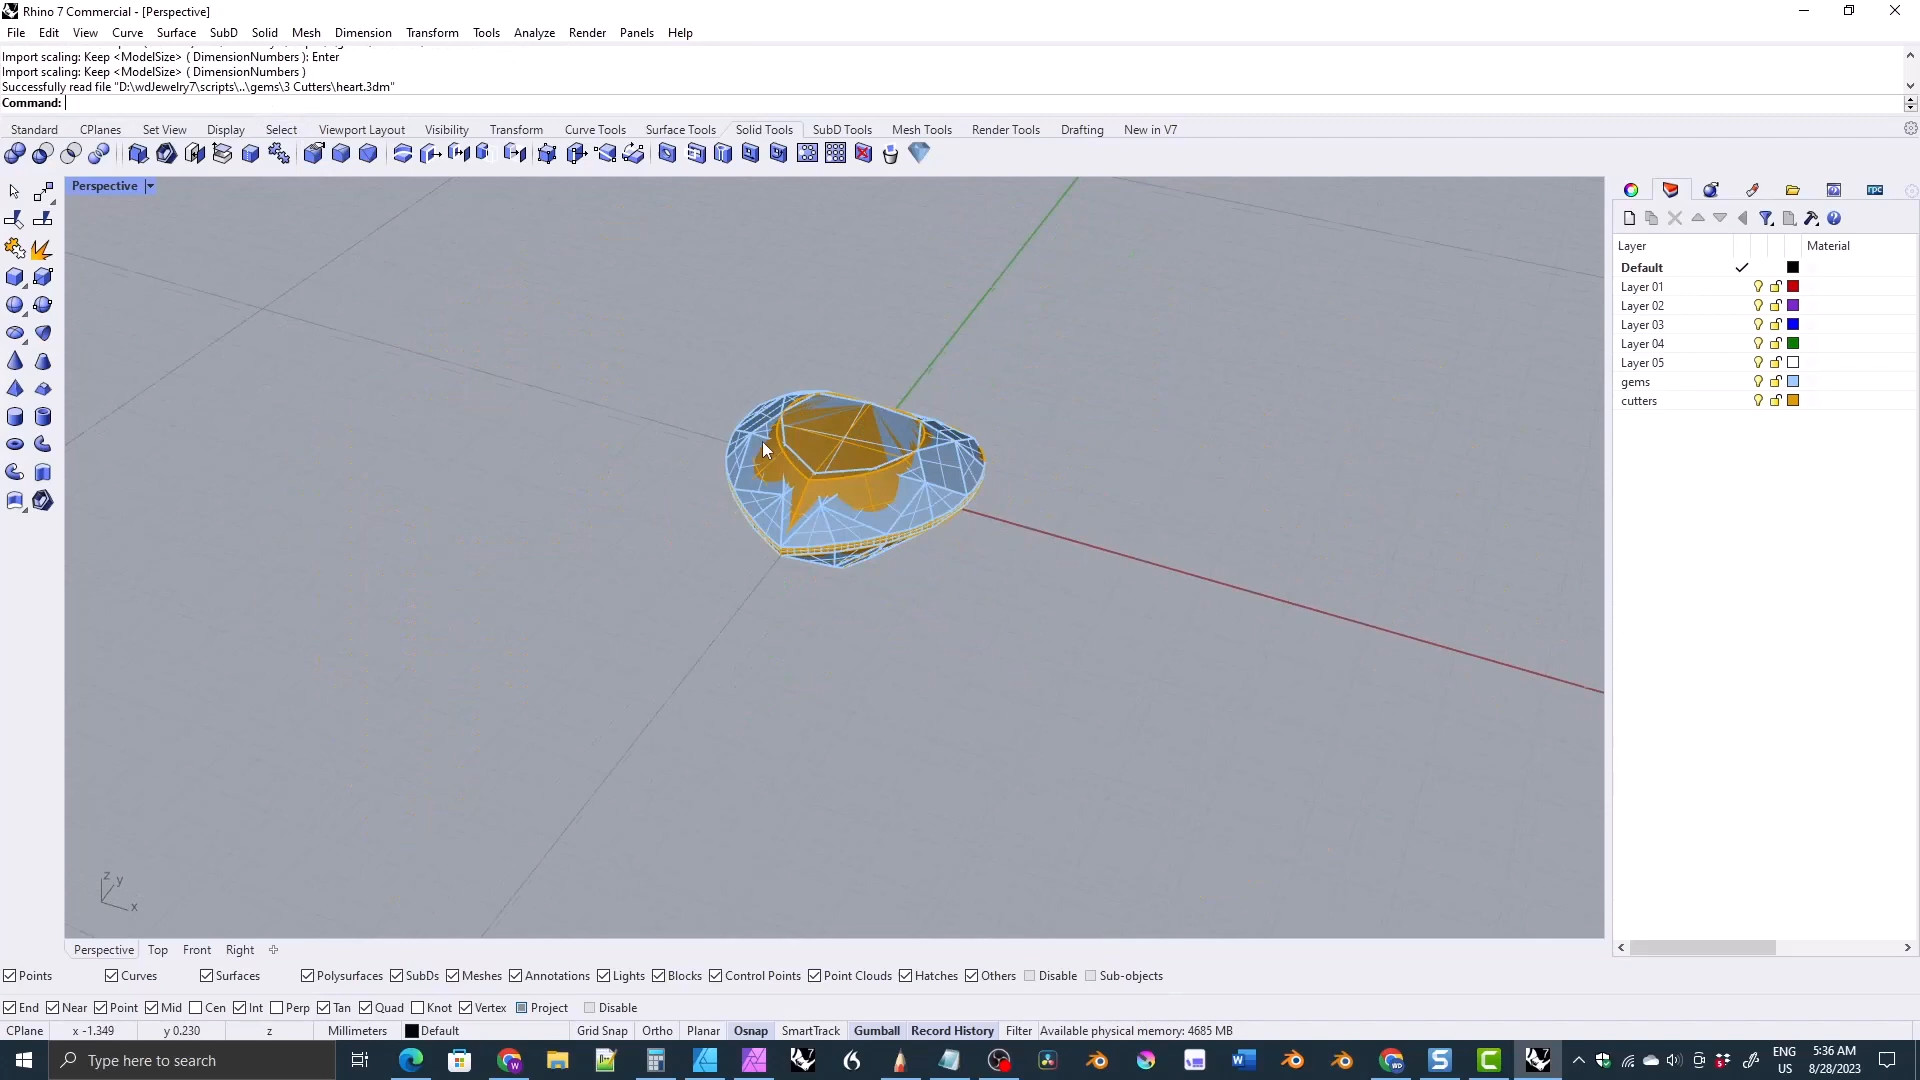 Rhino 7 Commercial - [Perspective]
File Edit View Curve Surface SubD Solid Mesh Dimension Transform Tools Analyze Render Panels Help
Import scaling: Keep <ModelSize> ( DimensionNumbers ): Enter
Import scaling: Keep <ModelSize> ( DimensionNumbers )
Successfully read file "D:\wdJewelry7\scripts\..\gems\3 Cutters\heart.3dm"
Command:
Standard CPlanes Set View Display Select Viewport Layout Visibility Transform Curve Tools Surface Tools Solid Tools SubD Tools Mesh Tools Render Tools Drafting New in V7
Perspective
rpc
Layer Material
Default
Layer 01
Layer 02
Layer 03
Layer 04
Layer 05
gems
cutters
z y
x
Perspective Top Front Right
Points Curves Surfaces Polysurfaces SubDs Meshes Annotations Lights Blocks Control Points Point Clouds Hatches Others Disable Sub-objects
End Near Point Mid Cen Int Perp Tan Quad Knot Vertex Project Disable
CPlane x -1.349 y 0.230 z Millimeters Default Grid Snap Ortho Planar Osnap SmartTrack Gumball Record History Filter Available physical memory: 4685 MB
Type here to search
ENG
US
5:36 AM
8/28/2023